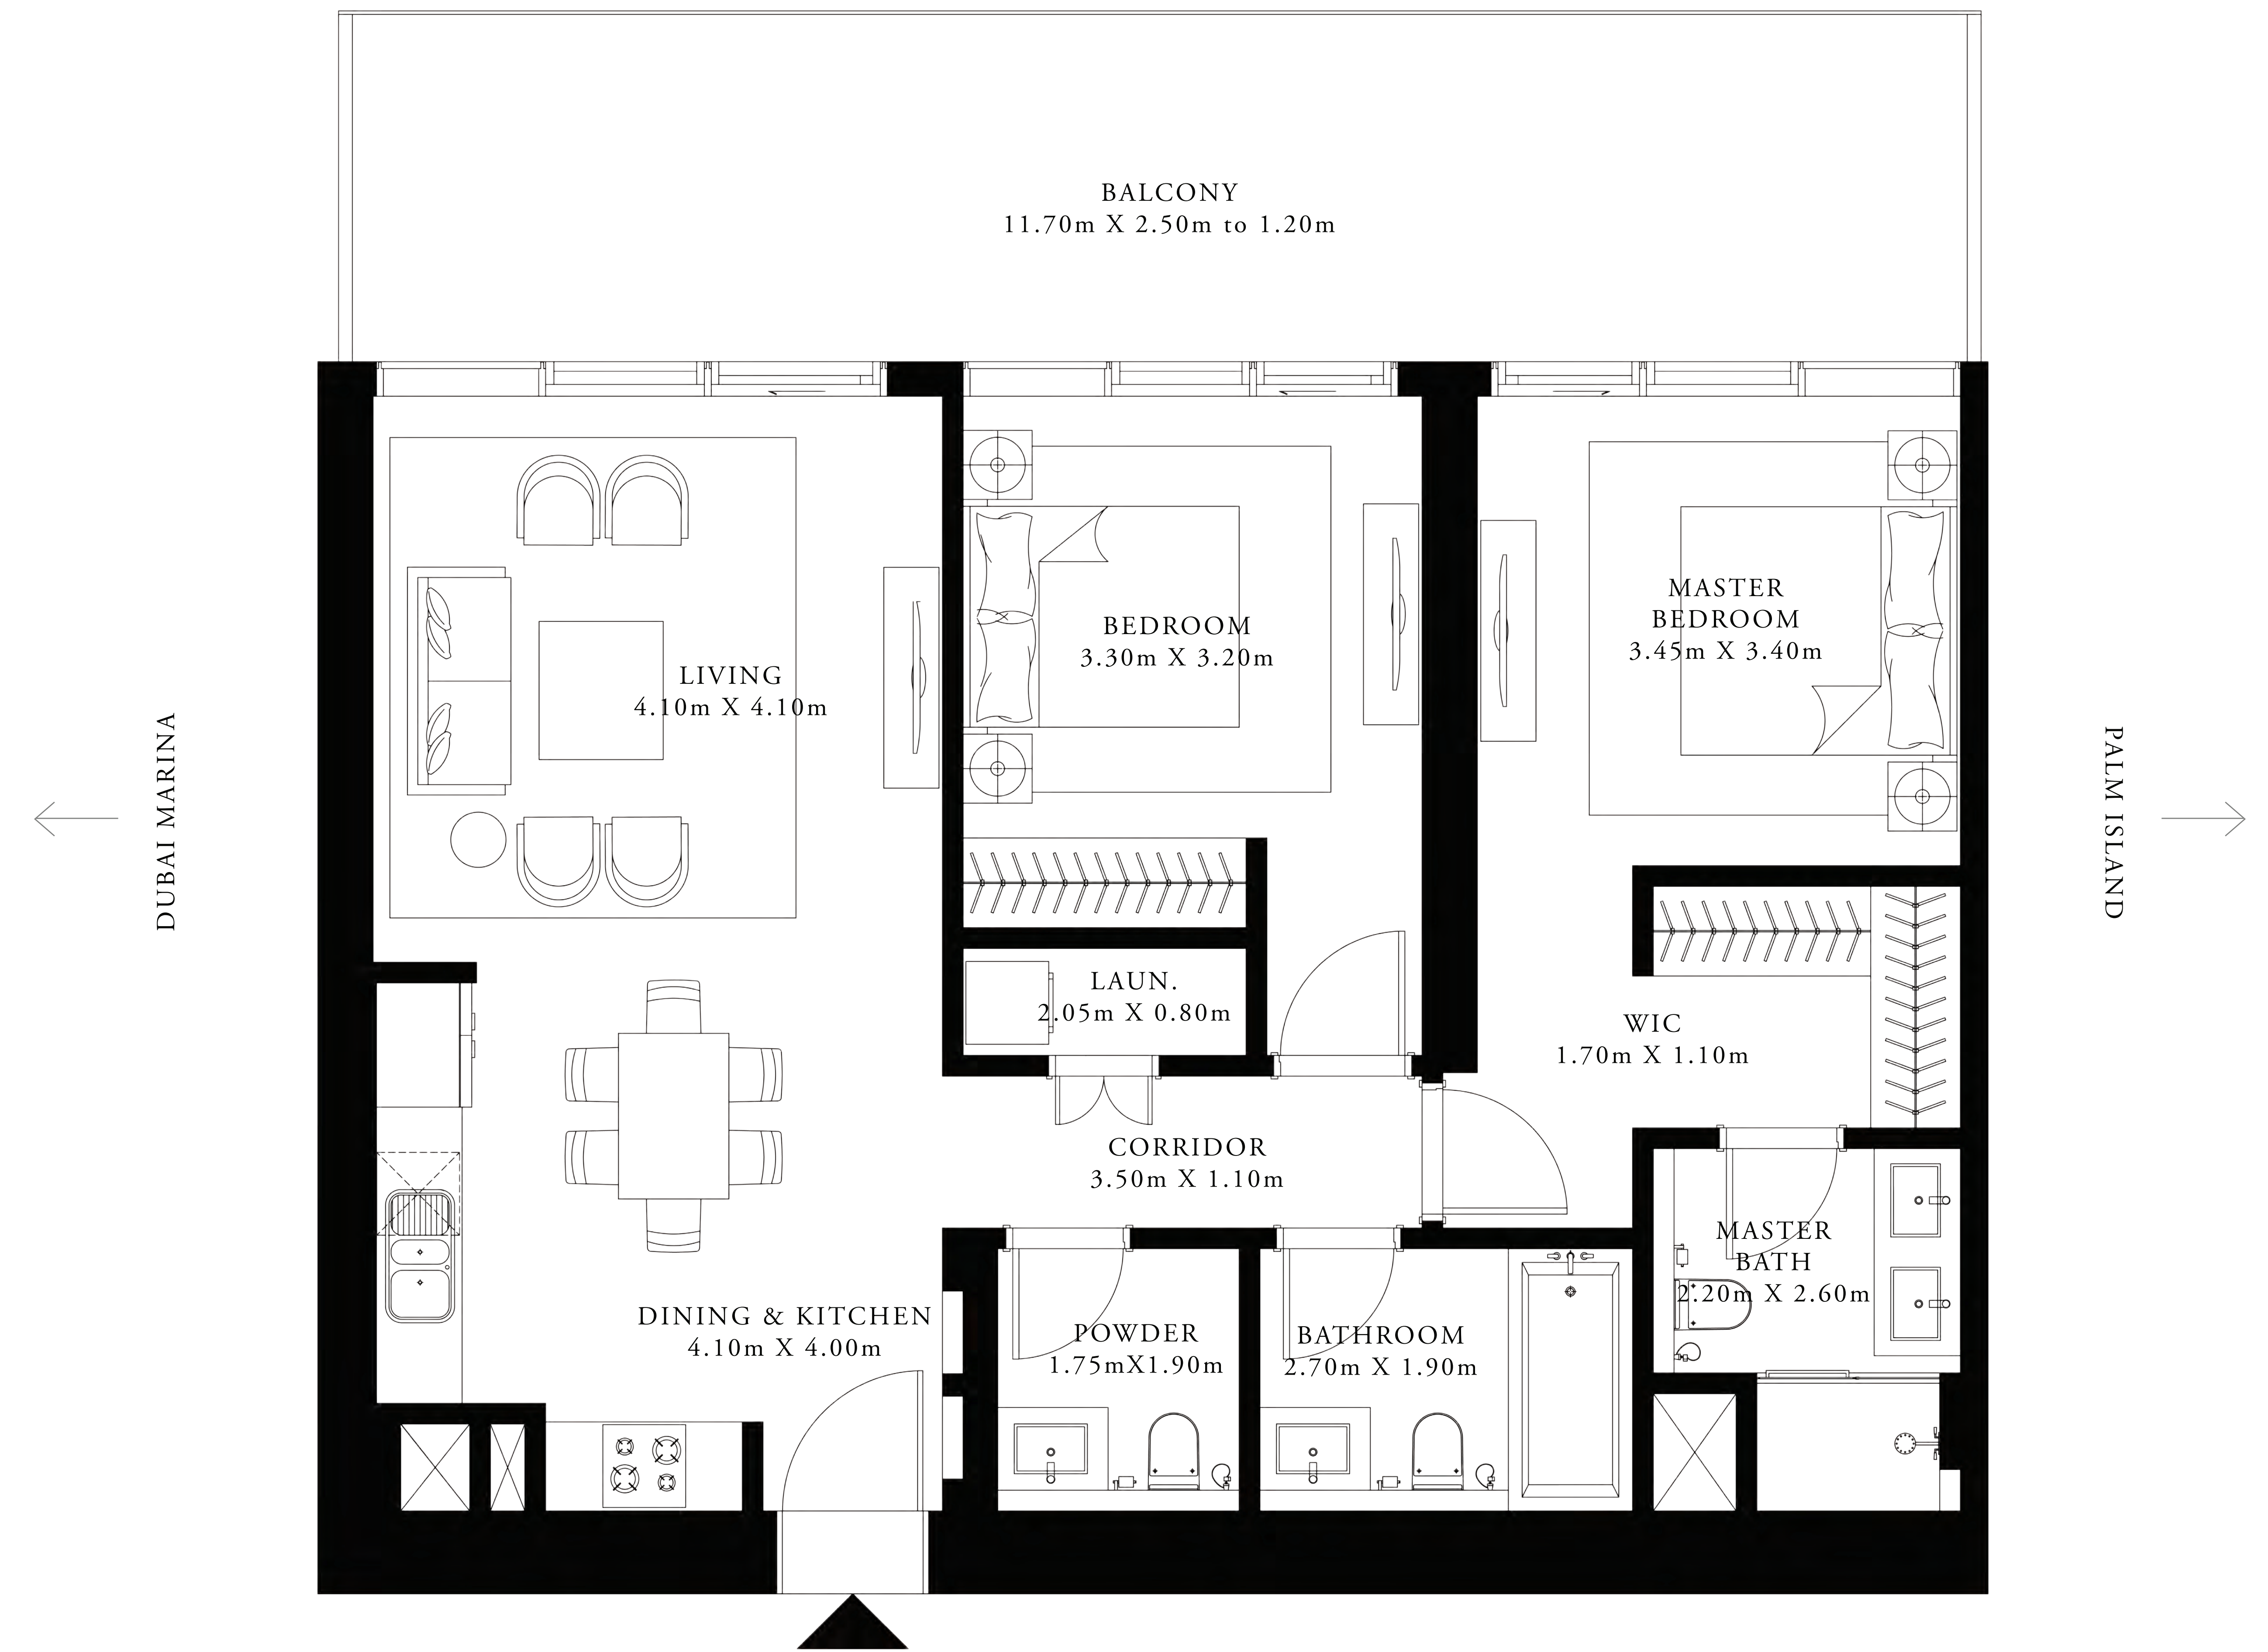 BALCONY
11.70m X 2.50m to 1.20m
LIVING
4.10m X 4.10m
BEDROOM
3.30m X 3.20m
MASTER
BEDROOM
3.45m X 3.40m
DUBAI MARINA
PALM ISLAND
LAUN.
2.05m X 0.80m
WIC
1.70m X 1.10m
CORRIDOR
3.50m X 1.10m
DINING & KITCHEN
4.10m X 4.00m
POWDER
1.75mX1.90m
BATHROOM
2.70m X 1.90m
MASTER
BATH
2.20m X 2.60m